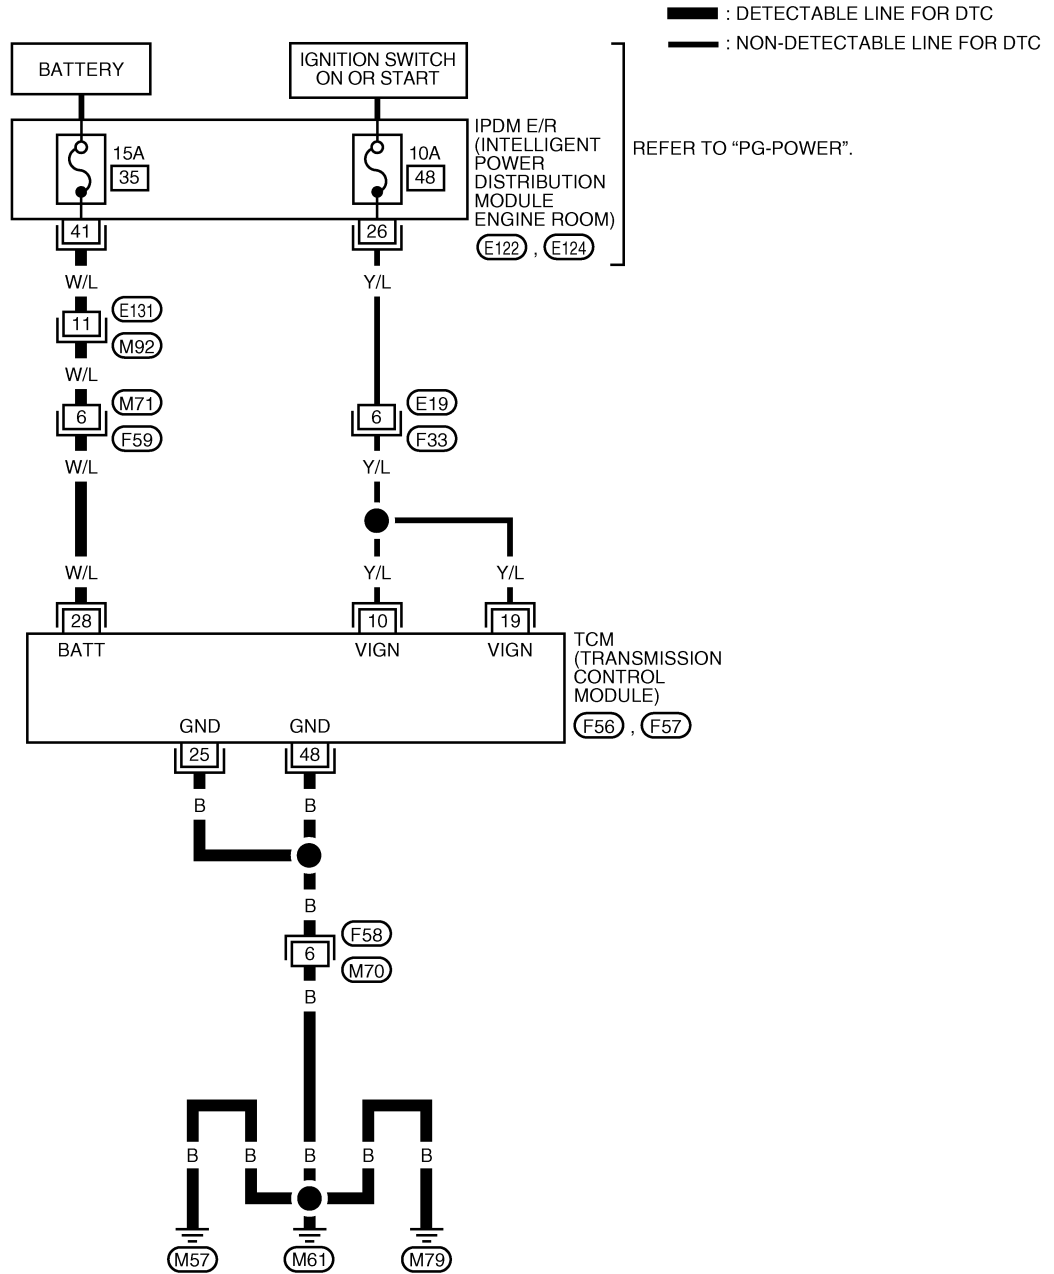 : DETECTABLE LINE FOR DTC
: NON-DETECTABLE LINE FOR DTC
BATTERY
IGNITION SWITCH
ON OR START
IPDM E/R
(INTELLIGENT
POWER
DISTRIBUTION
MODULE
ENGINE ROOM)
E122 , E124
REFER TO “PG-POWER”.
15A
35
10A
48
41
26
W/L
Y/L
11
E131
M92
W/L
6
M71
F59
6
E19
F33
W/L
Y/L
W/L
Y/L
Y/L
28
10
19
BATT
VIGN
VIGN
TCM
(TRANSMISSION
CONTROL
MODULE)
F56 , F57
GND
GND
25
48
B
B
B
6
F58
M70
B
B
B
B
B
B
M57
M61
M79